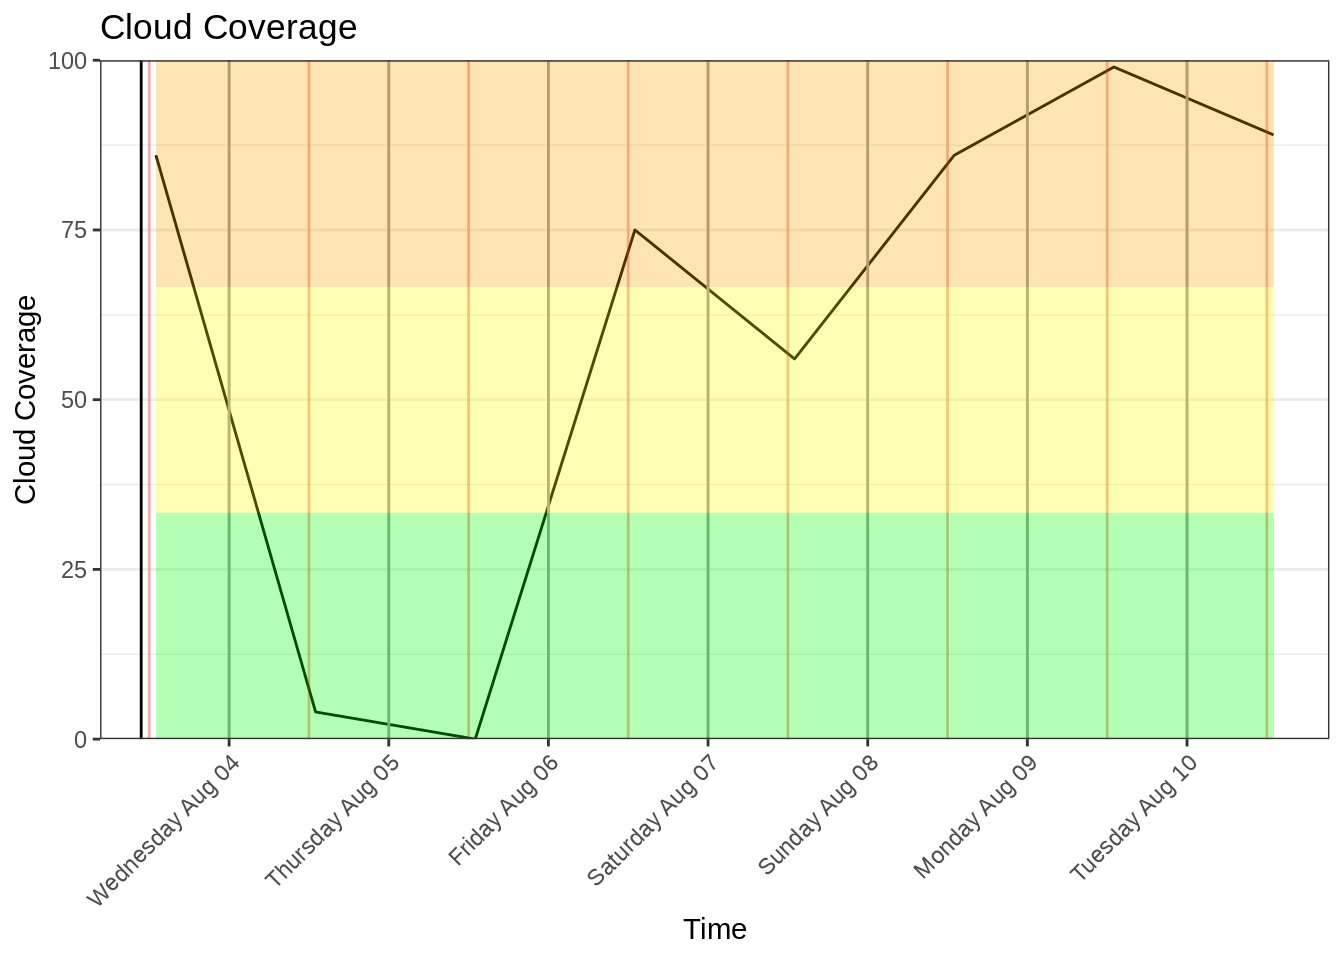 Cloud Coverage
100
75
50
25
0
Cloud Coverage
Wednesday Aug 04
Thursday Aug 05
Friday Aug 06
Saturday Aug 07
Sunday Aug 08
Monday Aug 09
Tuesday Aug 10
Time